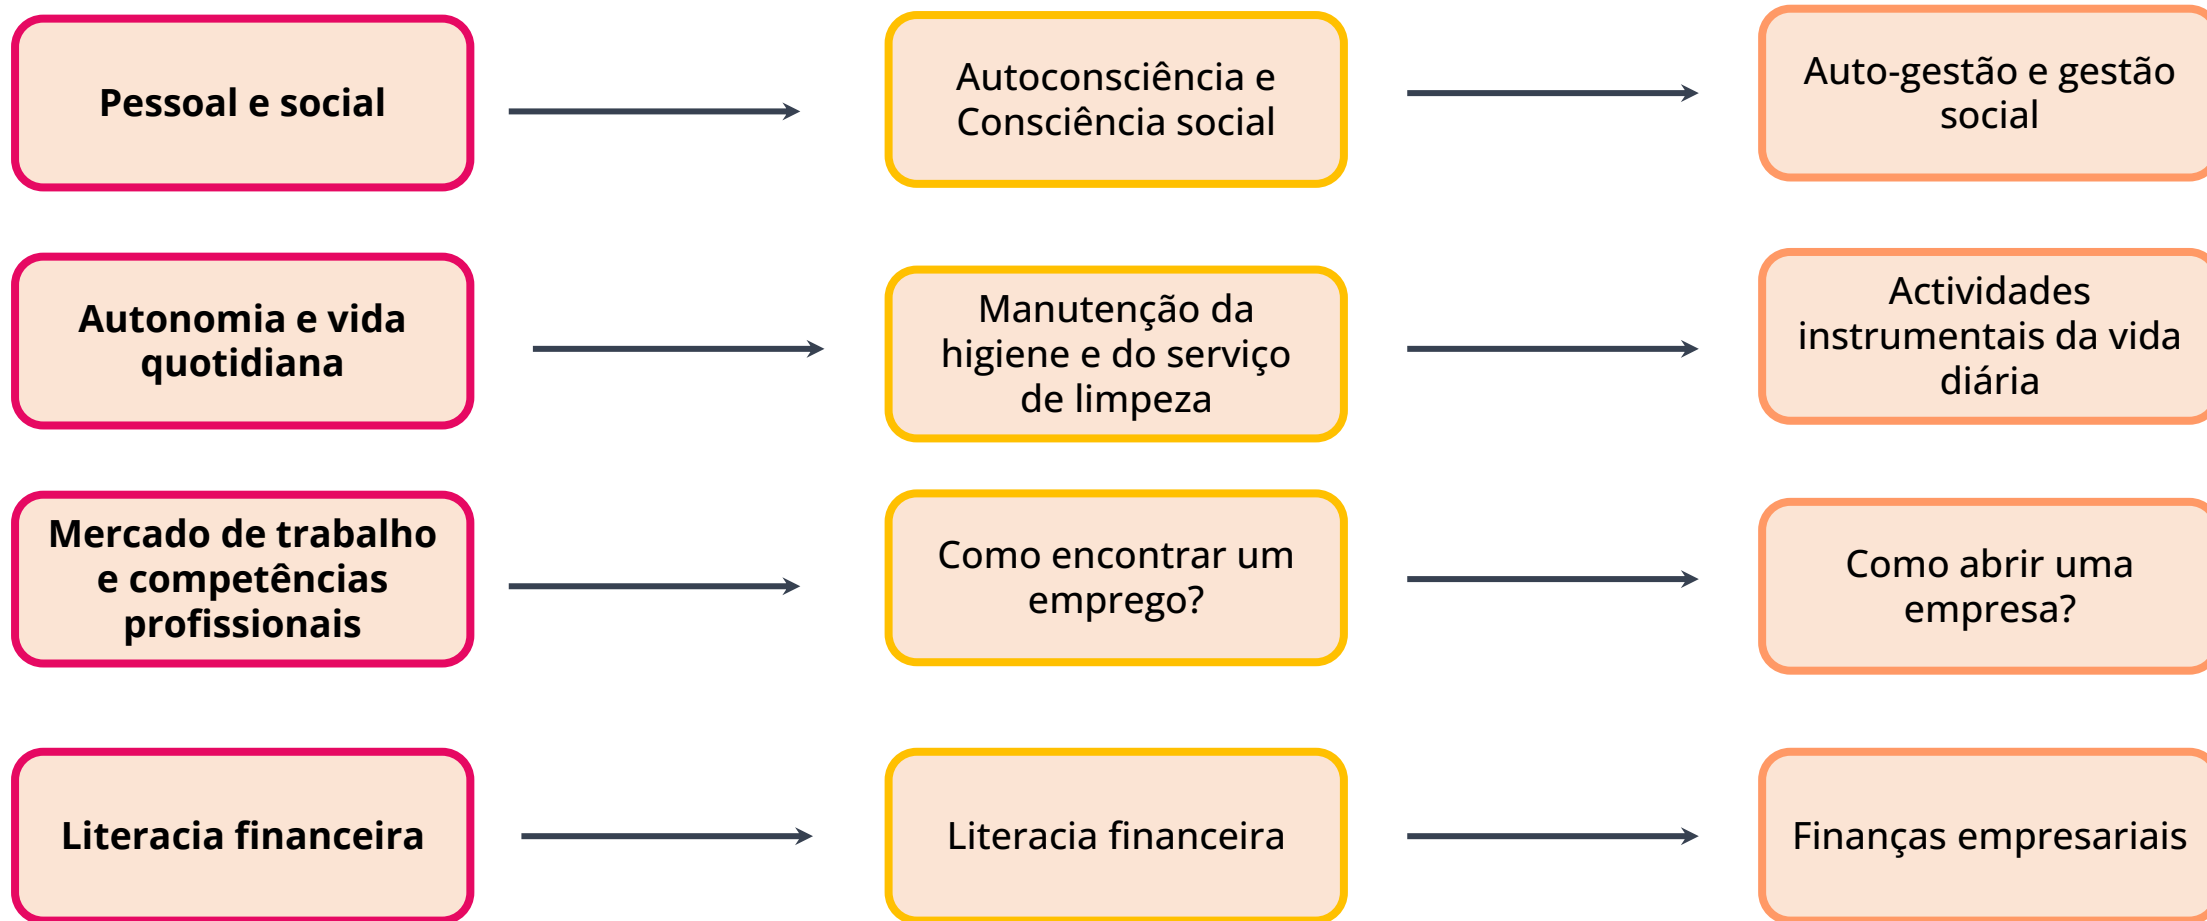 Pessoal e social
Autoconsciência e
Consciência social
Auto-gestão e gestão
social
Autonomia e vida
quotidiana
Manutenção da
higiene e do serviço
de limpeza
Actividades
instrumentais da vida
diária
Mercado de trabalho
e competências
profissionais
Como encontrar um
emprego?
Como abrir uma
empresa?
Literacia financeira
Literacia financeira
Finanças empresariais